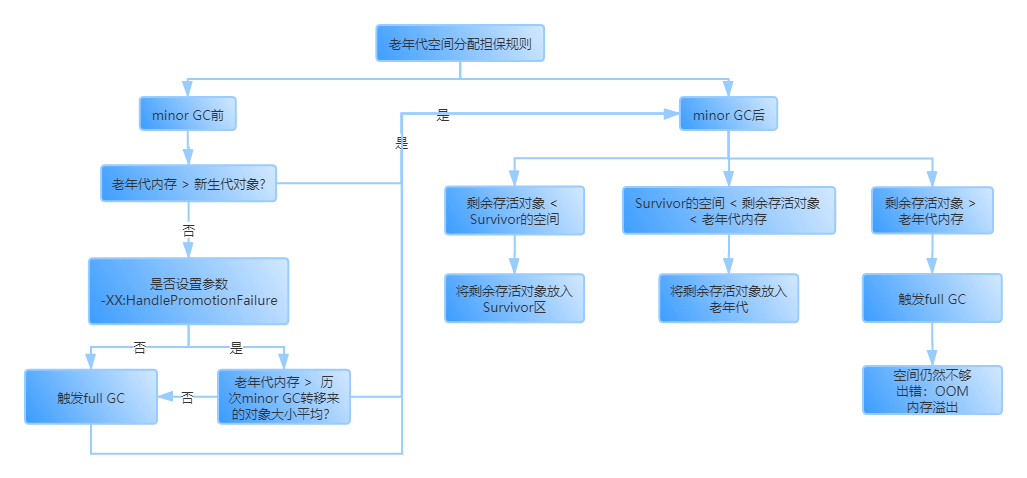 老年代空间分配担保规则
minor GC前
minor GC后
是
是
老年代内存 > 新生代对象?
剩余存活对象 <
Survivor的空间
Survivor的空间 < 剩余存活对象
< 老年代内存
剩余存活对象 >
老年代内存
否
是否设置参数
-XX:HandlePromotionFailure
将剩余存活对象放入
Survivor区
将剩余存活对象放入
老年代
触发full GC
否
是
触发full GC
否
老年代内存 > 历
次minor GC转移来
的对象大小平均?
空间仍然不够
出错：OOM
内存溢出